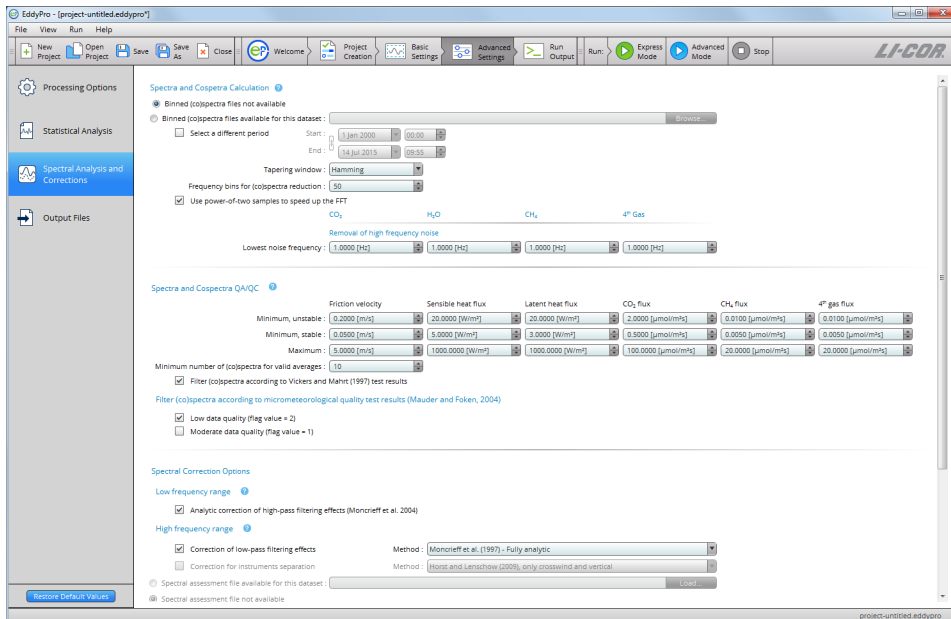 EddyPro - [project-untitled.eddypro*]
File View Run Help
New Project Open Project Save Save As Close Welcome Project Creation Basic Settings Advanced Settings Run Output Run: Express Mode Advanced Mode Stop LI-COR
Processing Options
Statistical Analysis
Spectral Analysis and Corrections
Output Files
Restore Default Values
Spectra and Cospetra Calculation ?
Binned (co)spectra files not available
Binned (co)spectra files available for this dataset : Browse...
Select a different period Start : 1 Jan 2000 00:00
End : 14 Jul 2015 09:55
Tapering window : Hamming
Frequency bins for (co)spectra reduction : 50
Use power-of-two samples to speed up the FFT
CO₂ H₂O CH₄ 4ᵗʰ Gas
Removal of high frequency noise
Lowest noise frequency : 1.0000 [Hz] 1.0000 [Hz] 1.0000 [Hz] 1.0000 [Hz]
Spectra and Cospectra QA/QC ?
Friction velocity Sensible heat flux Latent heat flux CO₂ flux CH₄ flux 4ᵗʰ gas flux
Minimum, unstable : 0.2000 [m/s] 20.0000 [W/m²] 20.0000 [W/m²] 2.0000 [µmol/m²s] 0.0100 [µmol/m²s] 0.0100 [µmol/m²s]
Minimum, stable : 0.0500 [m/s] 5.0000 [W/m²] 3.0000 [W/m²] 0.5000 [µmol/m²s] 0.0050 [µmol/m²s] 0.0050 [µmol/m²s]
Maximum : 5.0000 [m/s] 1000.0000 [W/m²] 1000.0000 [W/m²] 100.0000 [µmol/m²s] 20.0000 [µmol/m²s] 20.0000 [µmol/m²s]
Minimum number of (co)spectra for valid averages : 10
Filter (co)spectra according to Vickers and Mahrt (1997) test results
Filter (co)spectra according to micrometeorological quality test results (Mauder and Foken, 2004)
Low data quality (flag value = 2)
Moderate data quality (flag value = 1)
Spectral Correction Options
Low frequency range ?
Analytic correction of high-pass filtering effects (Moncrieff et al. 2004)
High frequency range ?
Correction of low-pass filtering effects Method : Moncrieff et al. (1997) - Fully analytic
Correction for instruments separation Method : Horst and Lenschow (2009), only crosswind and vertical
Spectral assessment file available for this dataset : Load...
Spectral assessment file not available
project-untitled.eddypro